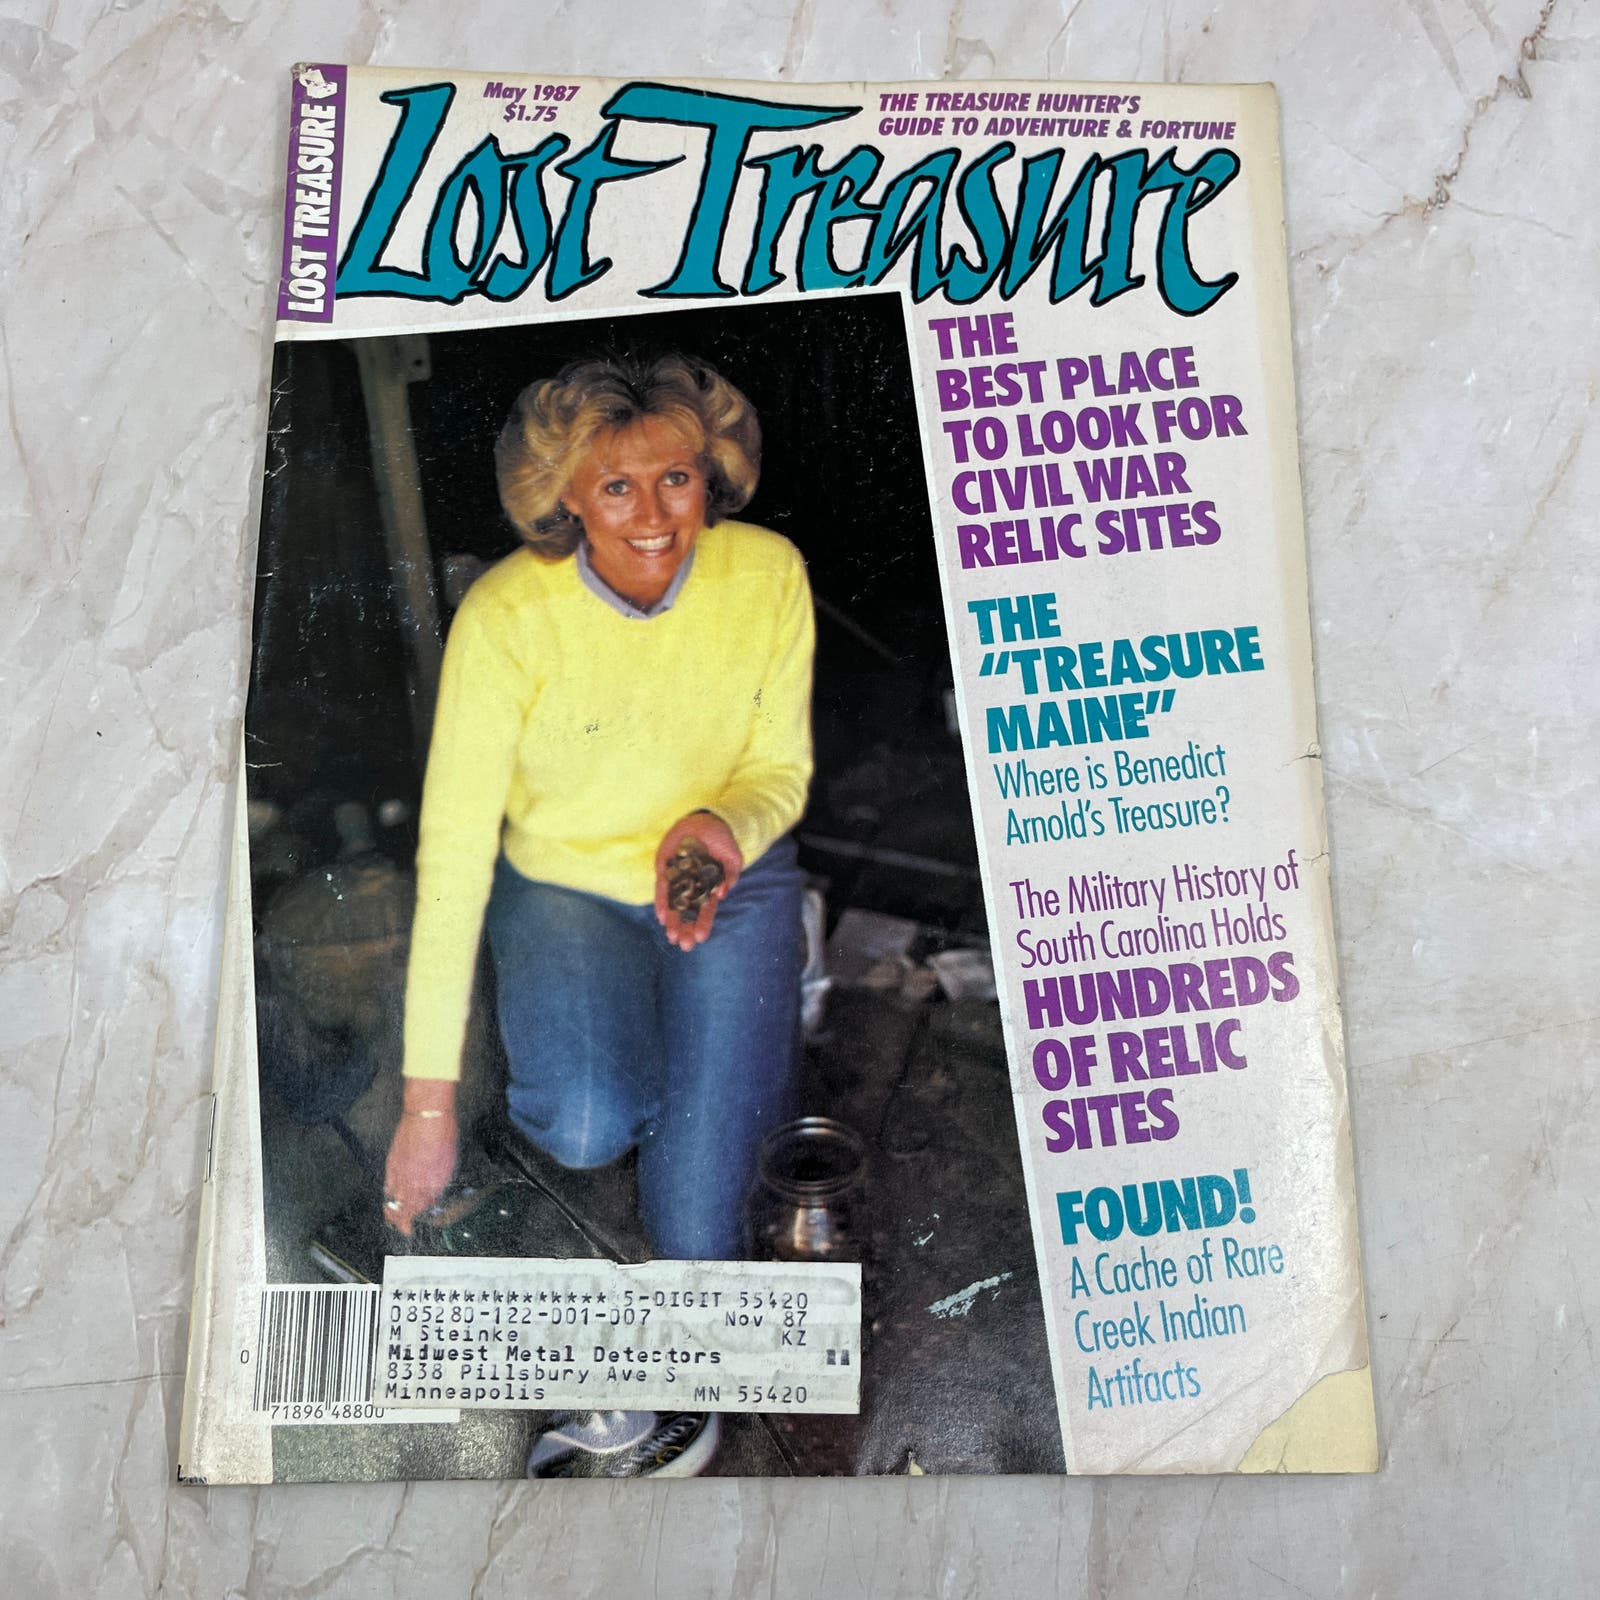 LOST TREASURE
May 1987
$1.75
THE TREASURE HUNTER'S
GUIDE TO ADVENTURE & FORTUNE
Lost Treasure
THE
BEST PLACE
TO LOOK FOR
CIVIL WAR
RELIC SITES
THE
"TREASURE
MAINE"
Where is Benedict
Arnold's Treasure?
The Military History of
South Carolina Holds
HUNDREDS
OF RELIC
SITES
FOUND!
A Cache of Rare
Creek Indian
Artifacts
*************** 5-DIGIT 55420
085280-122-001-007 Nov 87
M Steinke KZ
Midwest Metal Detectors
8338 Pillsbury Ave S
Minneapolis MN 55420
0 71896 48800